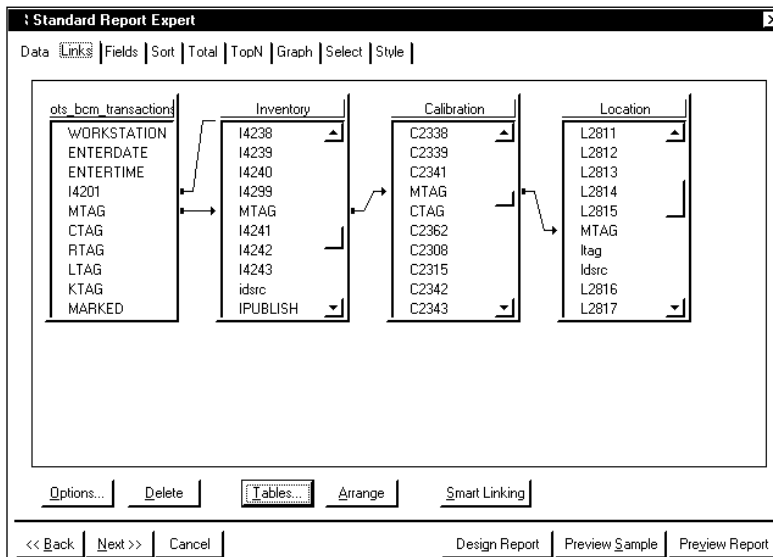 Standard Report Expert
Data Links Fields Sort Total TopN Graph Select Style
ots_bcm_transactions Inventory Calibration Location
WORKSTATION I4238 C2338 L2811
ENTERDATE I4239 C2339 L2812
ENTERTIME I4240 C2341 L2813
I4201 I4299 MTAG L2814
MTAG MTAG CTAG L2815
CTAG I4241 C2362 MTAG
RTAG I4242 C2308 ltag
LTAG I4243 C2315 ldsrc
KTAG idsrc C2342 L2816
MARKED IPUBLISH C2343 L2817
Options... Delete Tables... Arrange Smart Linking
<< Back Next >> Cancel Design Report Preview Sample Preview Report